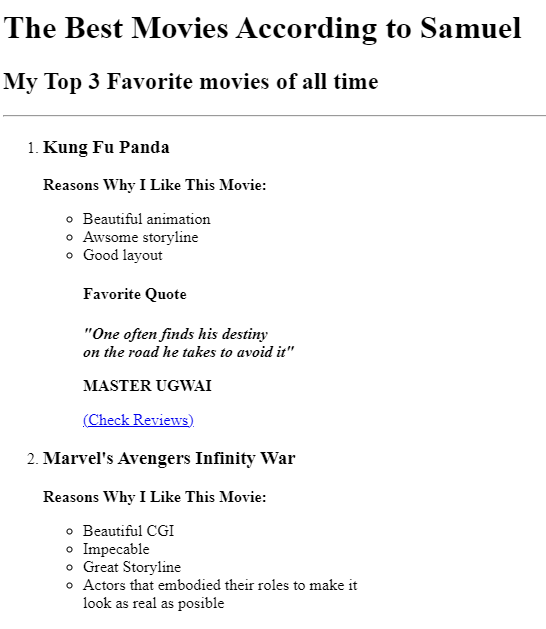 The Best Movies According to Samuel
My Top 3 Favorite movies of all time
1. Kung Fu Panda
Reasons Why I Like This Movie:
Beautiful animation
Awsome storyline
Good layout
Favorite Quote
"One often finds his destiny
on the road he takes to avoid it"
MASTER UGWAI
(Check Reviews)
2. Marvel's Avengers Infinity War
Reasons Why I Like This Movie:
Beautiful CGI
Impecable
Great Storyline
Actors that embodied their roles to make it
look as real as posible